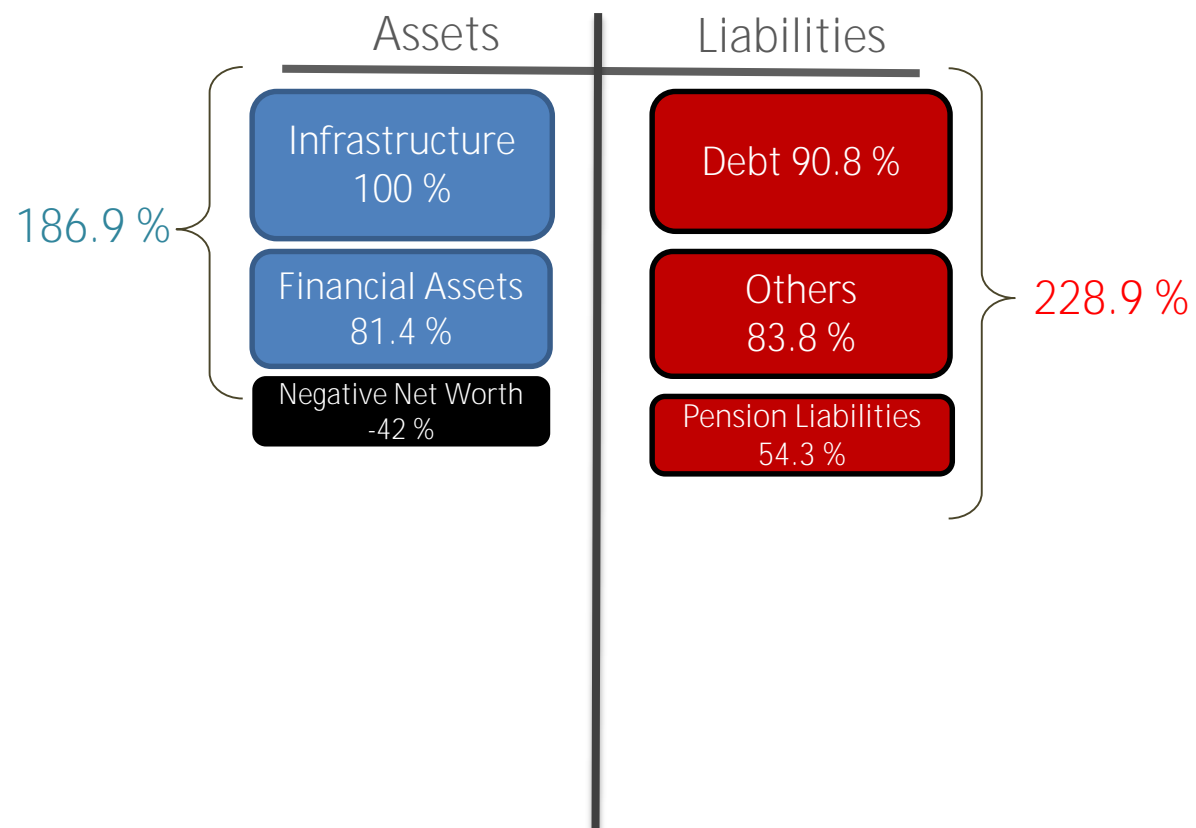 Assets
Liabilities
Infrastructure
100 %
Debt 90.8 %
186.9 %
Financial Assets
81.4 %
Others
83.8 %
228.9 %
Negative Net Worth
-42 %
Pension Liabilities
54.3 %